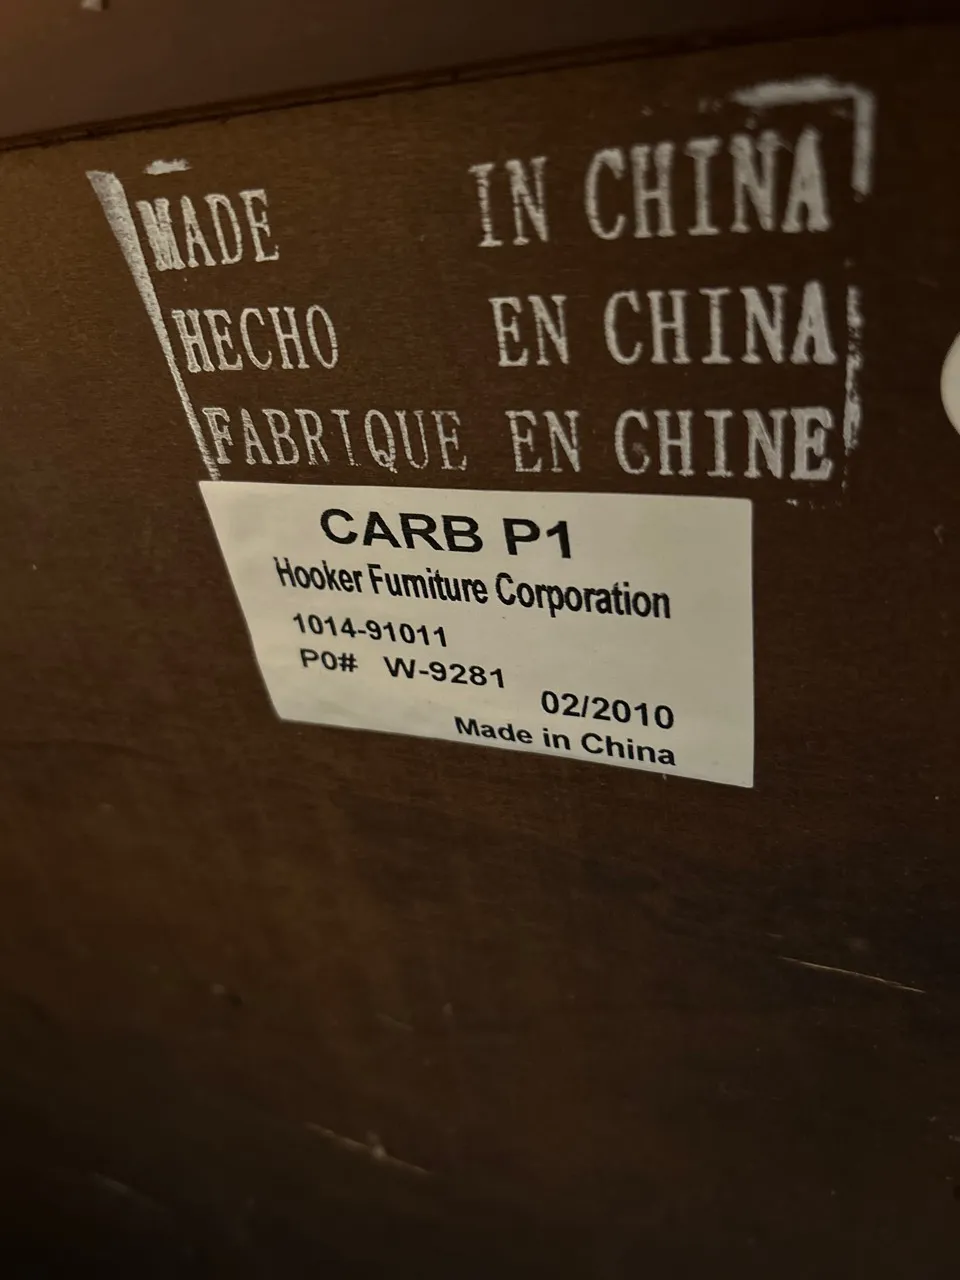 MADE IN CHINA
HECHO EN CHINA
FABRIQUE EN CHINE
CARB P1
Hooker Furniture Corporation
1014-91011
PO# W-9281
02/2010
Made in China